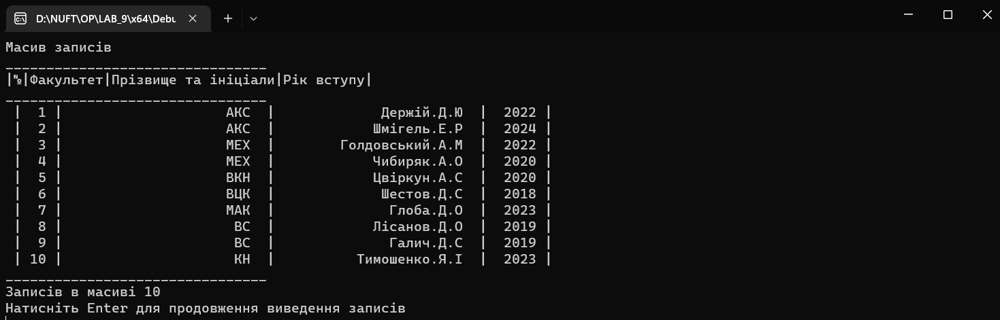 D:\NUFT\OP\LAB_9\x64\Debu
Масив записів
________________________________
|№|Факультет|Прізвище та ініціали|Рік вступу|
________________________________
| 1 | АКС | Держій.Д.Ю | 2022 |
| 2 | АКС | Шмігель.Е.Р | 2024 |
| 3 | МЕХ | Голдовський.А.М | 2022 |
| 4 | МЕХ | Чибиряк.А.О | 2020 |
| 5 | ВКН | Цвіркун.А.С | 2020 |
| 6 | ВЦК | Шестов.Д.С | 2018 |
| 7 | МАК | Глоба.Д.О | 2023 |
| 8 | ВС | Лісанов.Д.О | 2019 |
| 9 | ВС | Галич.Д.С | 2019 |
| 10 | КН | Тимошенко.Я.І | 2023 |
________________________________
Записів в масиві 10
Натисніть Enter для продовження виведення записів